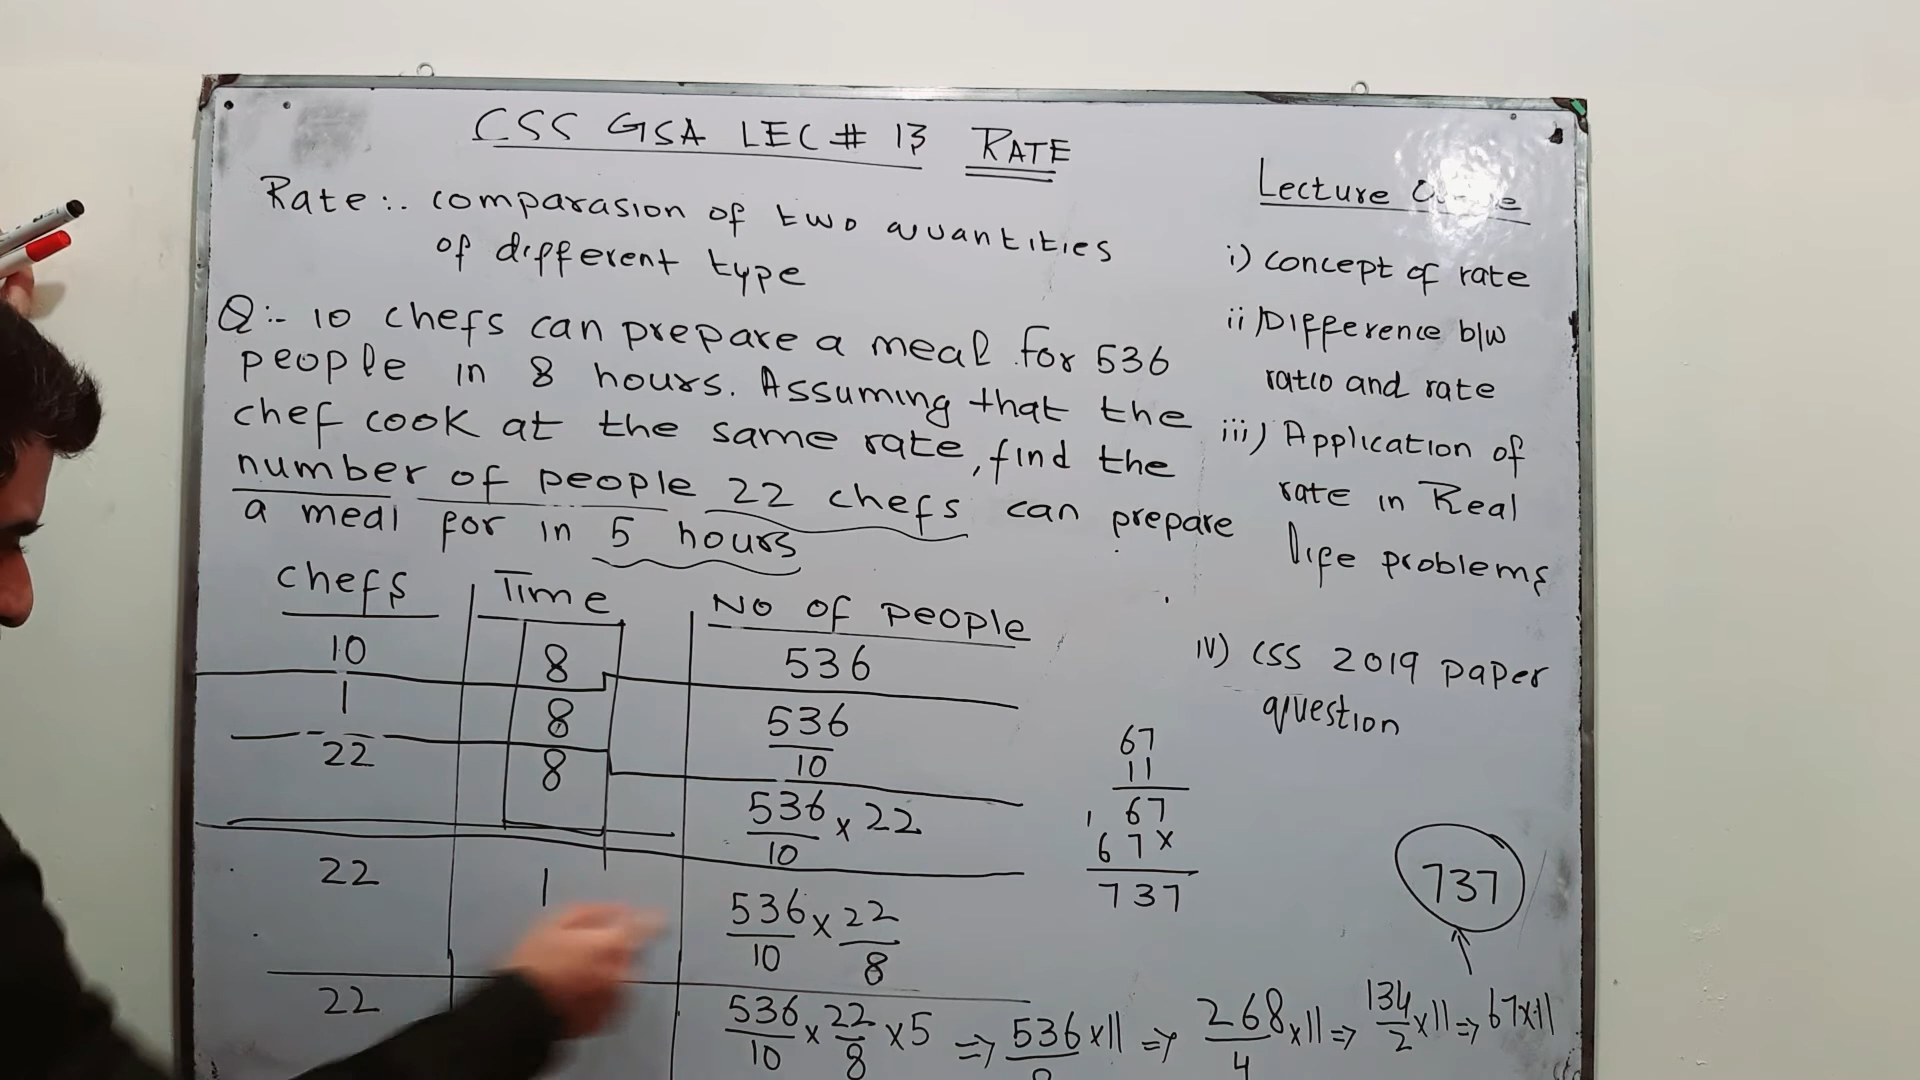 CSS GSA LEC # 13 RATE
Rate:. comparasion of two quantities
of different type
Q:- 10 chefs can prepare a meal for 536
people in 8 hours. Assuming that the
chef cook at the same rate, find the
number of people 22 chefs can prepare
a meal for in 5 hours
Lecture
i) concept of rate
ii) Difference b/w
ratio and rate
iii) Application of
rate in Real
life problems
iv) CSS 2019 paper
question
chefs Time No of people
10 8 536
1 8 536/10
22 8 536/10 x 22
22 1 536/10 x 22/8
22 536/10 x 22/8 x 5 => 536 x 11 => 268/4 x 11 => 134/2 x 11 => 67 x 11
67
11
1 67
67x
737
737